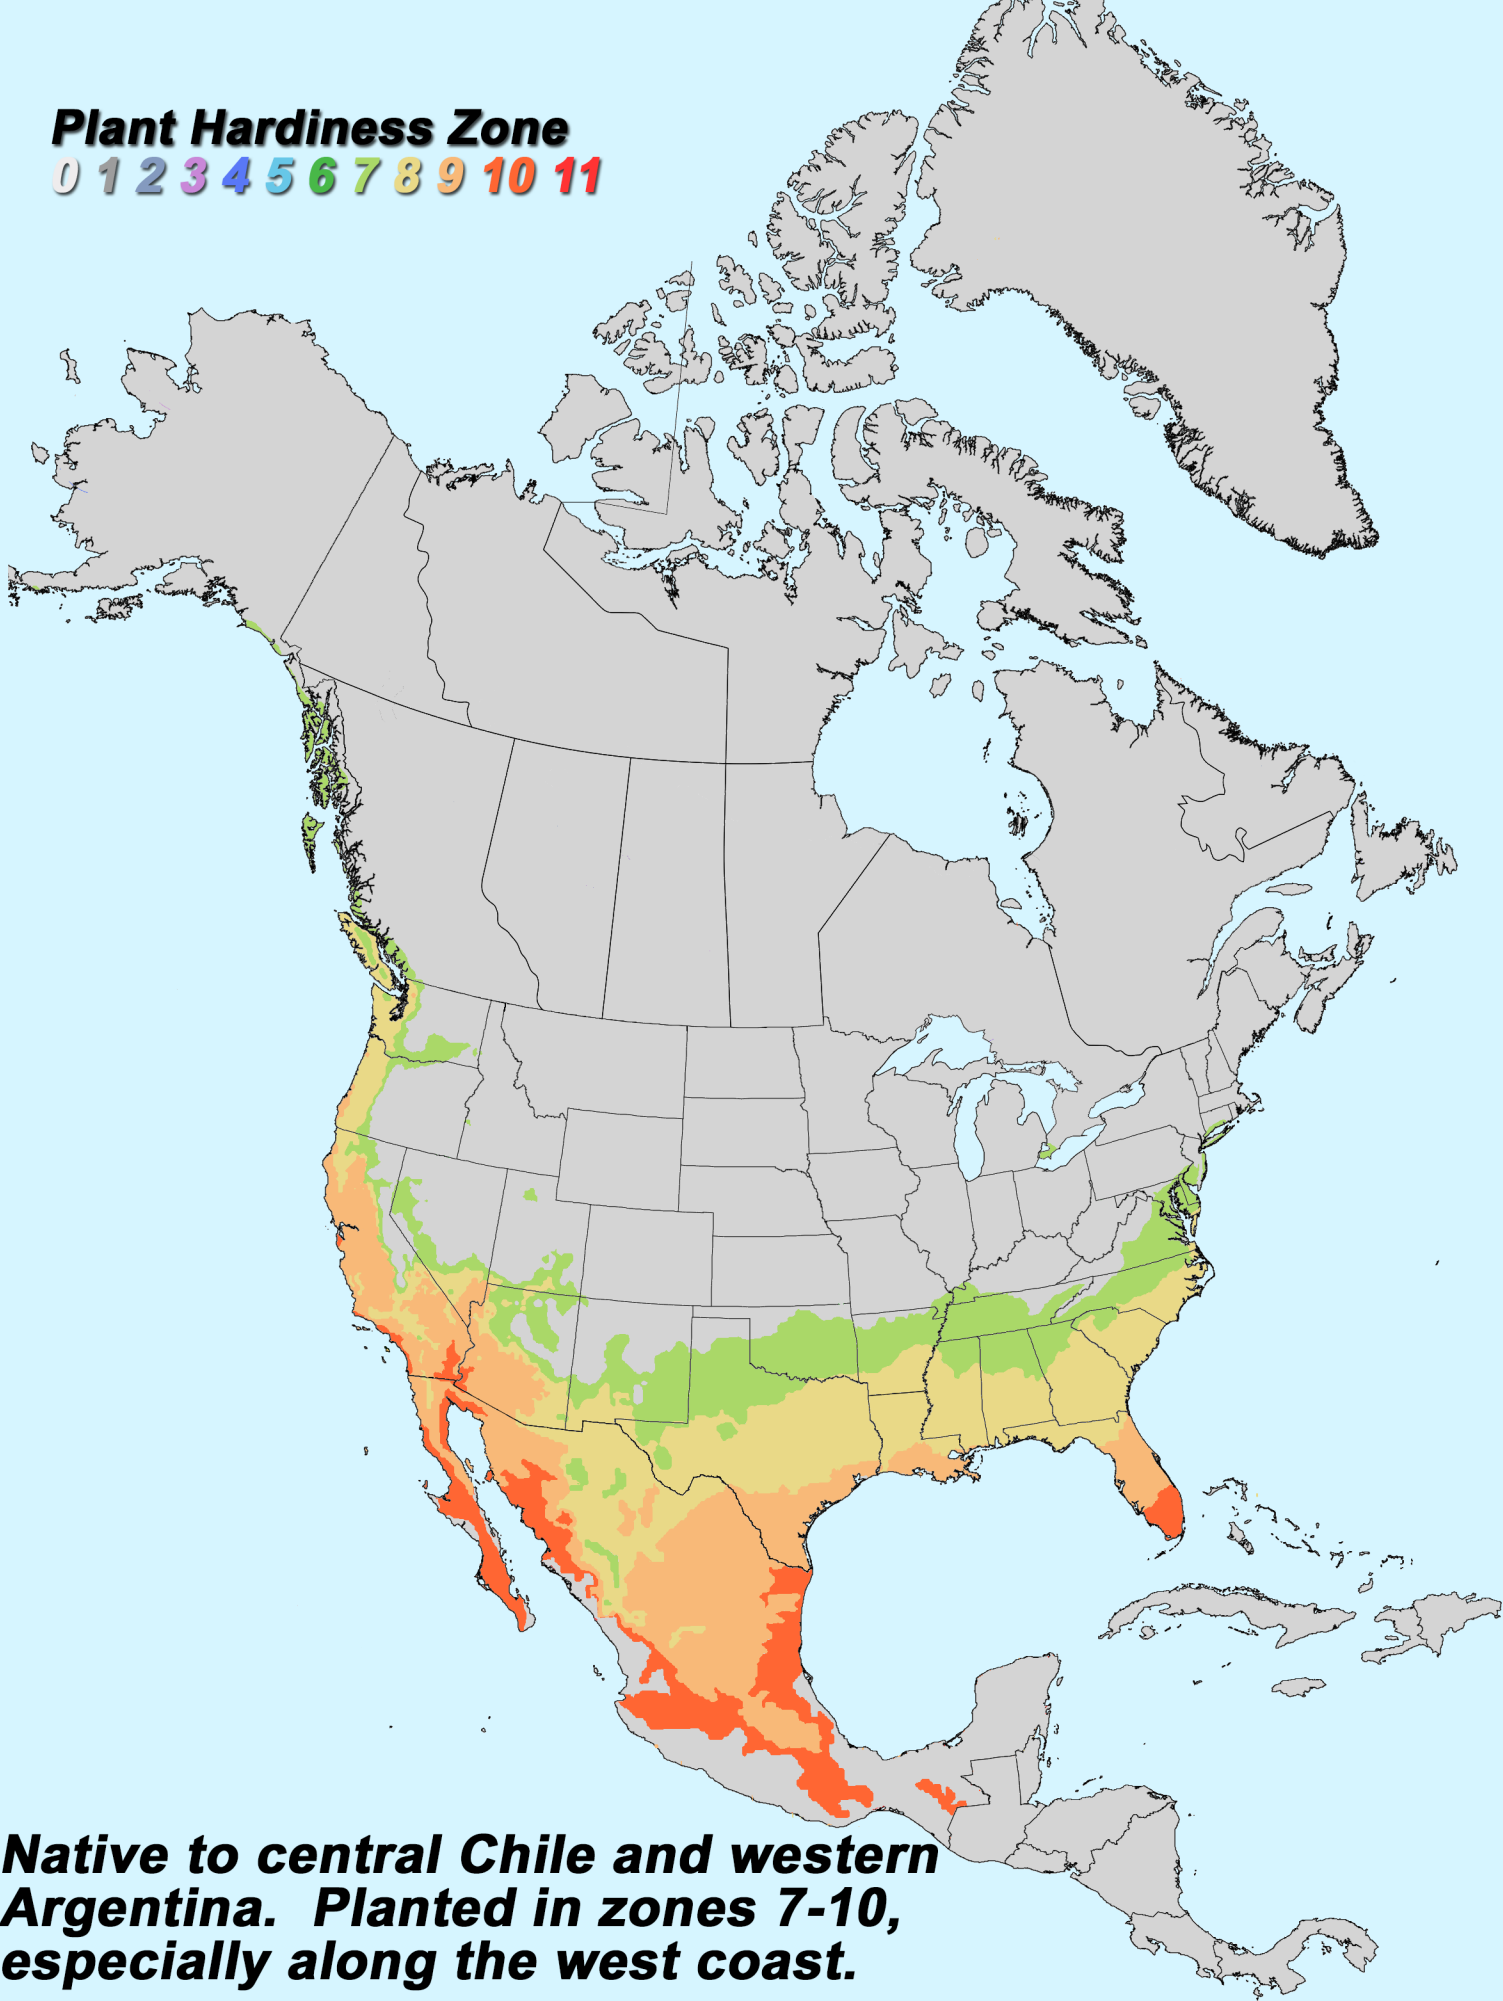 Plant Hardiness Zone
0 1 2 3 4 5 6 7 8 9 10 11
Native to central Chile and western
Argentina. Planted in zones 7-10,
especially along the west coast.